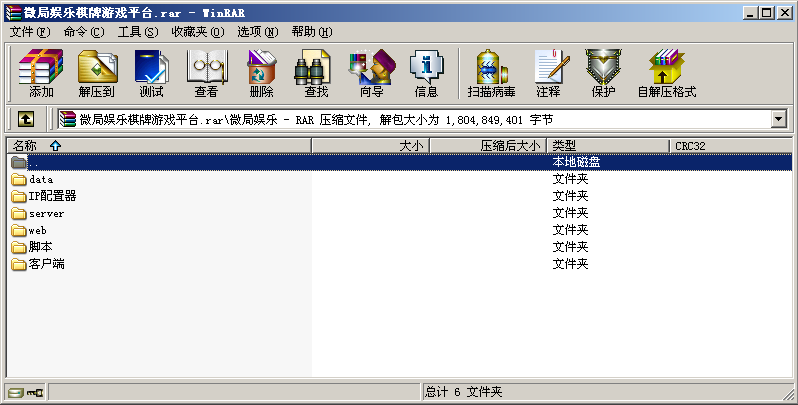 微局娱乐棋牌游戏平台.rar - WinRAR
文件(F) 命令(C) 工具(S) 收藏夹(O) 选项(N) 帮助(H)
添加 解压到 测试 查看 删除 查找 向导 信息 扫描病毒 注释 保护 自解压格式
微局娱乐棋牌游戏平台.rar\微局娱乐 - RAR 压缩文件, 解包大小为 1,804,849,401 字节
名称 大小 压缩后大小 类型 CRC32
.. 本地磁盘
data 文件夹
IP配置器 文件夹
server 文件夹
web 文件夹
脚本 文件夹
客户端 文件夹
总计 6 文件夹